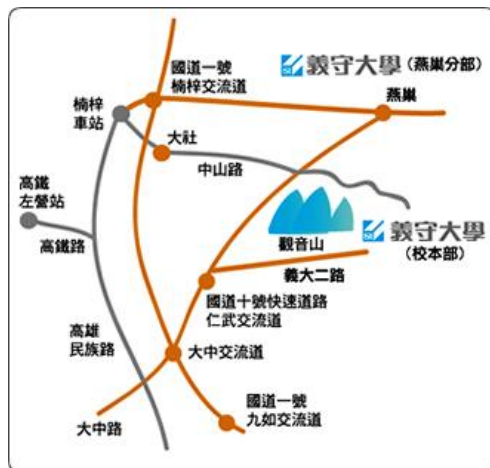 國道一號
楠梓交流道
義守大學(燕巢分部)
燕巢
楠梓
車站
大社
中山路
高鐵
左營站
高鐵路
觀音山
義守大學
(校本部)
義大二路
國道十號快速道路
仁武交流道
高雄
民族路
大中交流道
大中路
國道一號
九如交流道